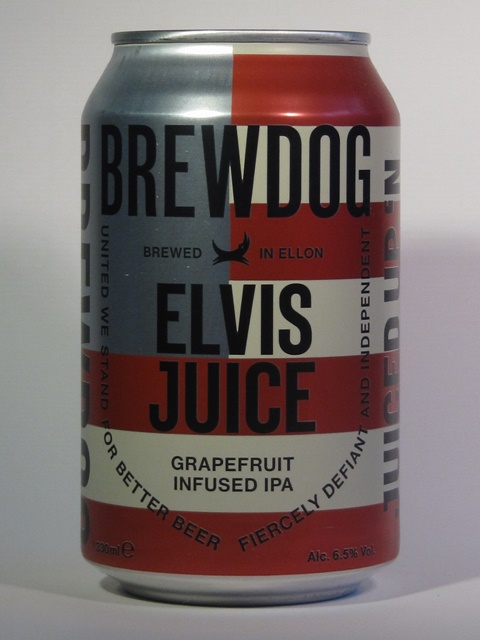 BREWDOG
BREWED IN ELLON
ELVIS
JUICE
GRAPEFRUIT
INFUSED IPA
UNITED WE STAND FOR BETTER BEER
FIERCELY DEFIANT AND INDEPENDENT
330ml ℮
Alc. 6.5% Vol.
BREWDOG